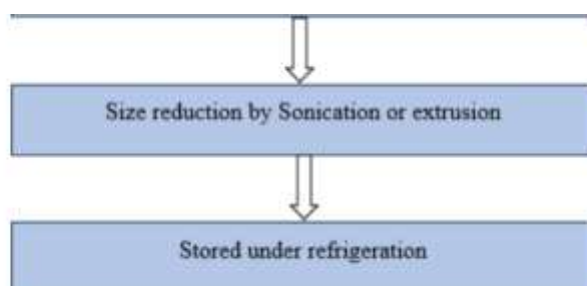 Size reduction by Sonication or extrusion
Stored under refrigeration